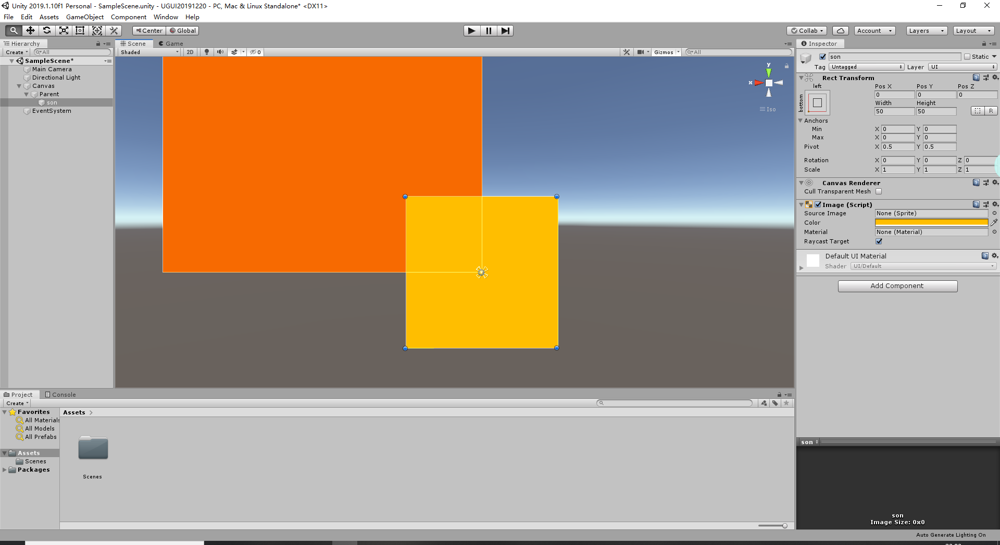 Unity 2019.1.10f1 Personal - SampleScene.unity - UGUI20191220 - PC, Mac & Linux Standalone* <DX11>
File Edit Assets GameObject Component Window Help
Center Global Collab Account Layers Layout
Hierarchy
Create All
SampleScene*
Main Camera
Directional Light
Canvas
Parent
son
EventSystem
Scene Game
Shaded 2D 0 Gizmos All
y
x
Iso
Inspector
son Static
Tag Untagged Layer UI
Rect Transform
left
bottom
Pos X Pos Y Pos Z
0 0 0
Width Height
50 50 R
Anchors
Min X 0 Y 0
Max X 0 Y 0
Pivot X 0.5 Y 0.5
Rotation X 0 Y 0 Z 0
Scale X 1 Y 1 Z 1
Canvas Renderer
Cull Transparent Mesh
Image (Script)
Source Image None (Sprite)
Color
Material None (Material)
Raycast Target
Default UI Material
Shader UI/Default
Add Component
Project Console
Create
Favorites
All Materials
All Models
All Prefabs
Assets
Scenes
Packages
Assets
Scenes
son
son
Image Size: 0x0
Auto Generate Lighting On